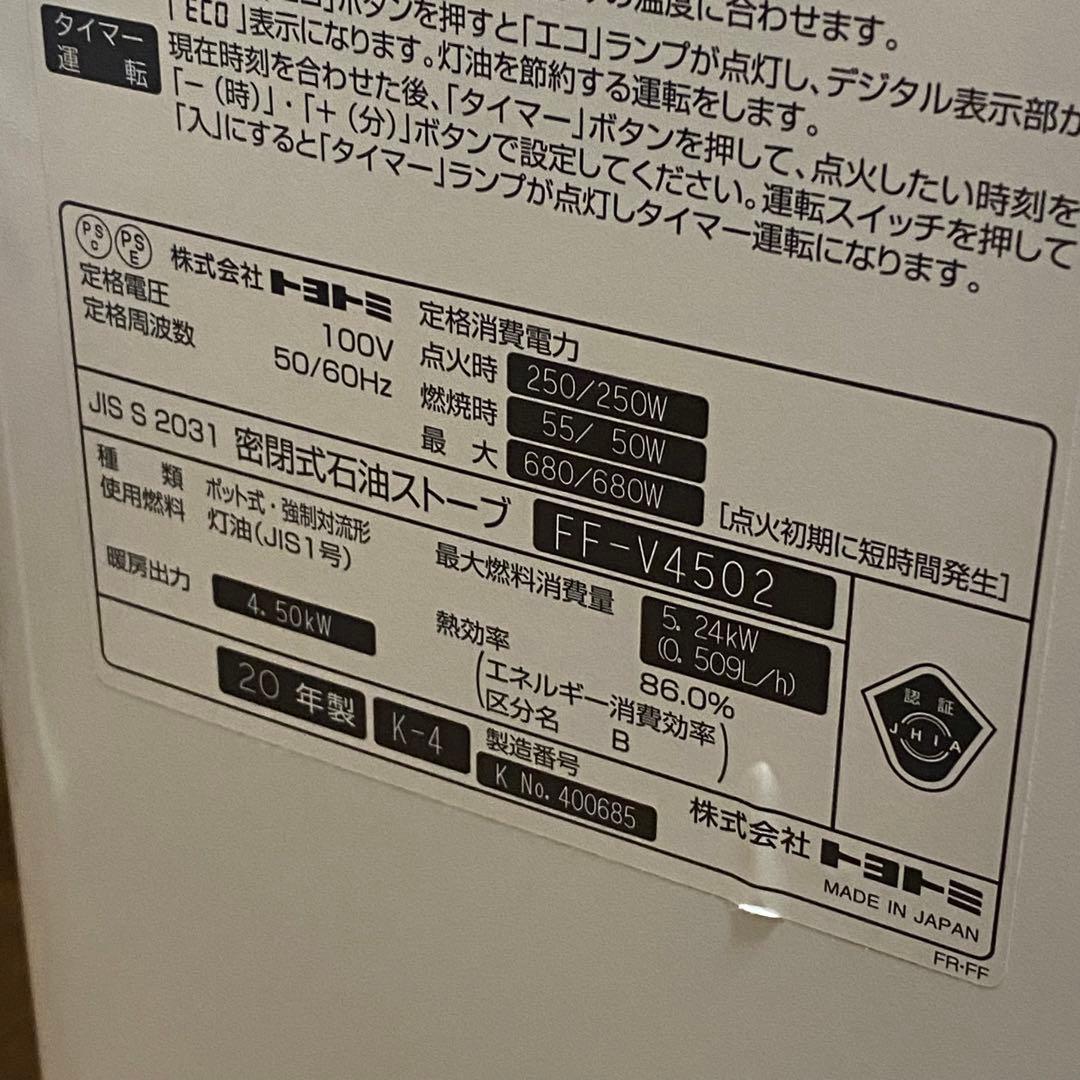 の温度に合わせます。
ボタンを押すと「エコ」ランプが点灯し、デジタル表示部が
「ECO」表示になります。灯油を節約する運転をします。
タイマー
運転
現在時刻を合わせた後、「タイマー」ボタンを押して、点火したい時刻を
「−(時)」・「+(分)」ボタンで設定してください。運転スイッチを押して
「入」にすると「タイマー」ランプが点灯しタイマー運転になります。
PSC PSE 株式会社トヨトミ
定格電圧 100V
定格周波数 50/60Hz
定格消費電力
点火時 250/250W
燃焼時 55/ 50W
最大 680/680W [点火初期に短時間発生]
JIS S 2031 密閉式石油ストーブ FF-V4502
種類 ポット式・強制対流形
使用燃料 灯油(JIS1号)
暖房出力 4.50kW
最大燃料消費量 5.24kW
(0.509L/h)
熱効率 86.0%
(エネルギー消費効率)
区分名 B
認証
JHIA
20年製 K-4 製造番号
K No.400685
株式会社トヨトミ
MADE IN JAPAN
FR・FF